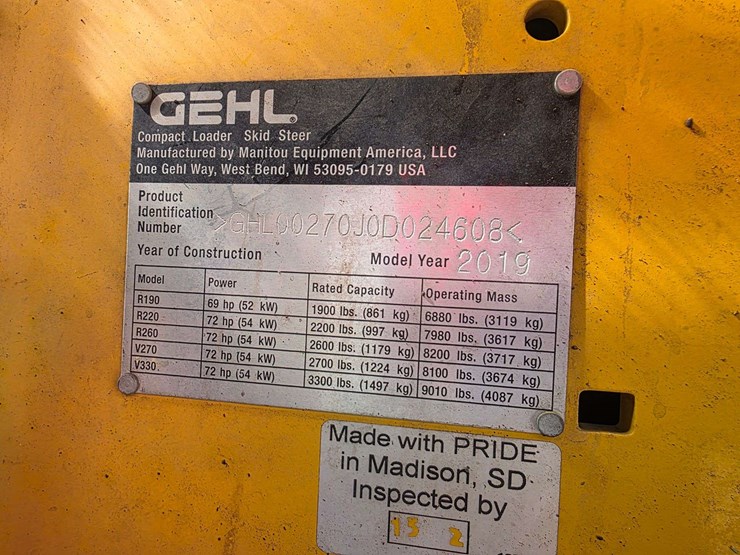 GEHL
Compact Loader Skid Steer
Manufactured by Manitou Equipment America, LLC
One Gehl Way, West Bend, WI 53095-0179 USA
Product
Identification
Number >GHL00270J0D024608<
Year of Construction Model Year 2019
Model Power Rated Capacity Operating Mass
R190 69 hp (52 kW) 1900 lbs. (861 kg) 6880 lbs. (3119 kg)
R220 72 hp (54 kW) 2200 lbs. (997 kg) 7980 lbs. (3617 kg)
R260 72 hp (54 kW) 2600 lbs. (1179 kg) 8200 lbs. (3717 kg)
V270 72 hp (54 kW) 2700 lbs. (1224 kg) 8100 lbs. (3674 kg)
V330 72 hp (54 kW) 3300 lbs. (1497 kg) 9010 lbs. (4087 kg)
Made with PRIDE
in Madison, SD
Inspected by
15 2